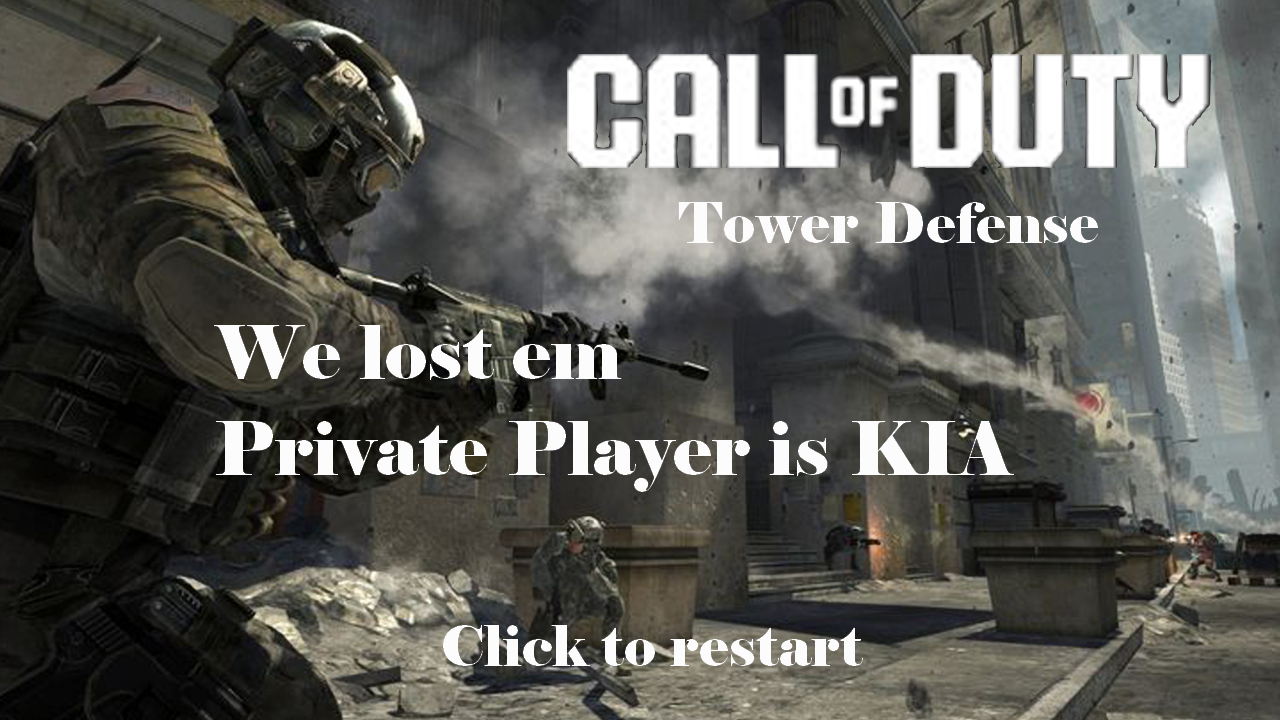 CALL OF DUTY
Tower Defense
We lost em
Private Player is KIA
Click to restart